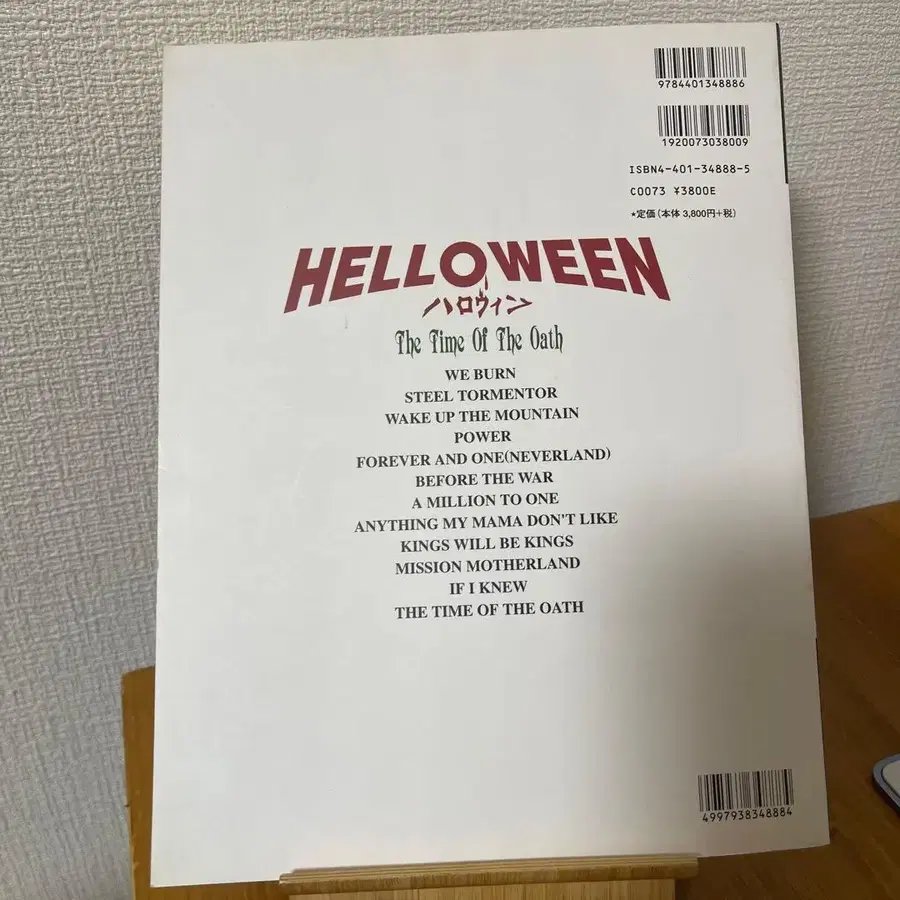 9784401348886
1920073038009
ISBN4-401-34888-5
C0073 ¥3800E
★定価(本体 3,800円+税)
HELLOWEEN
ハロウィン
The Time Of The Oath
WE BURN
STEEL TORMENTOR
WAKE UP THE MOUNTAIN
POWER
FOREVER AND ONE(NEVERLAND)
BEFORE THE WAR
A MILLION TO ONE
ANYTHING MY MAMA DON'T LIKE
KINGS WILL BE KINGS
MISSION MOTHERLAND
IF I KNEW
THE TIME OF THE OATH
4997938348884